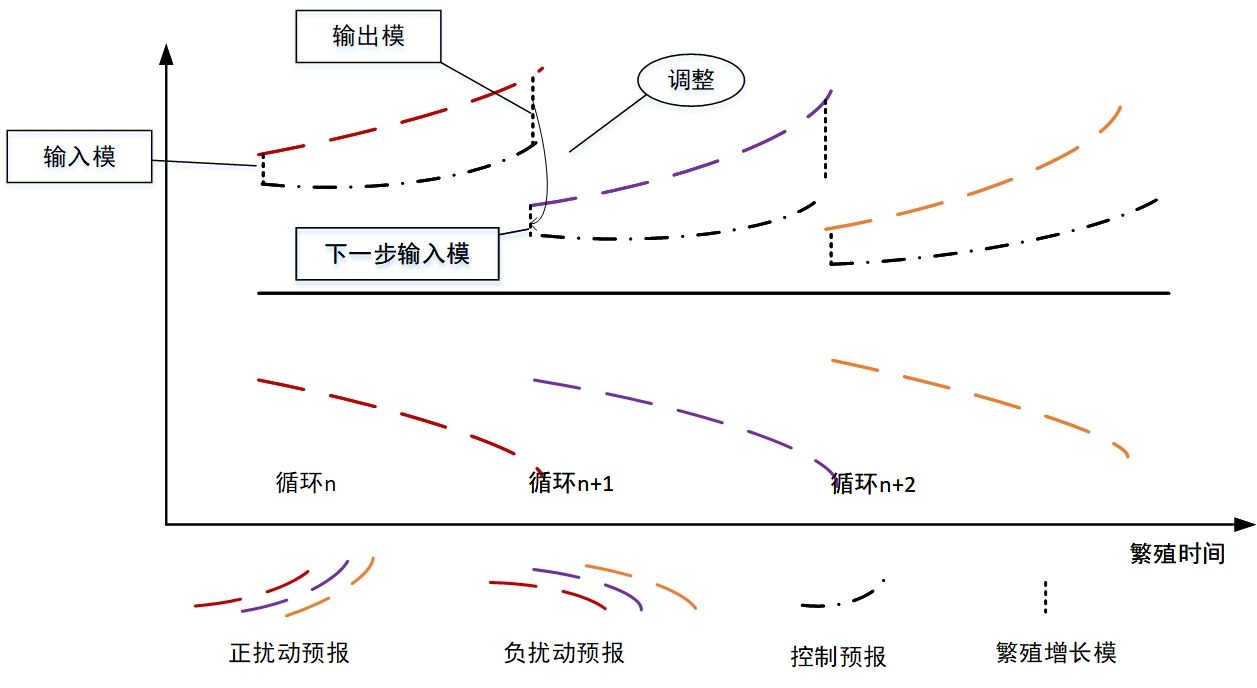 输出模
调整
输入模
下一步输入模
循环n
循环n+1
循环n+2
繁殖时间
正扰动预报
负扰动预报
控制预报
繁殖增长模